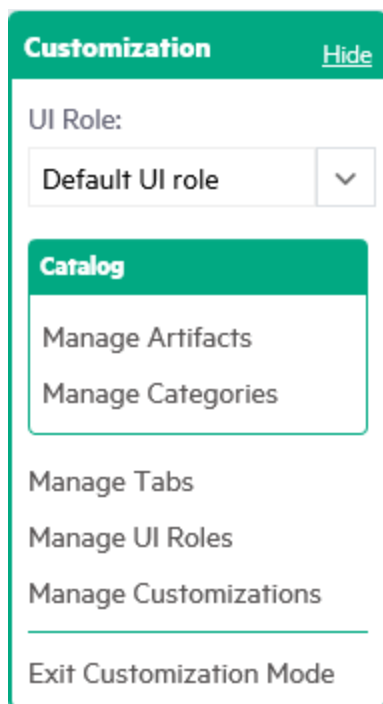 Customization
Hide
UI Role:
Default UI role
Catalog
Manage Artifacts
Manage Categories
Manage Tabs
Manage UI Roles
Manage Customizations
Exit Customization Mode